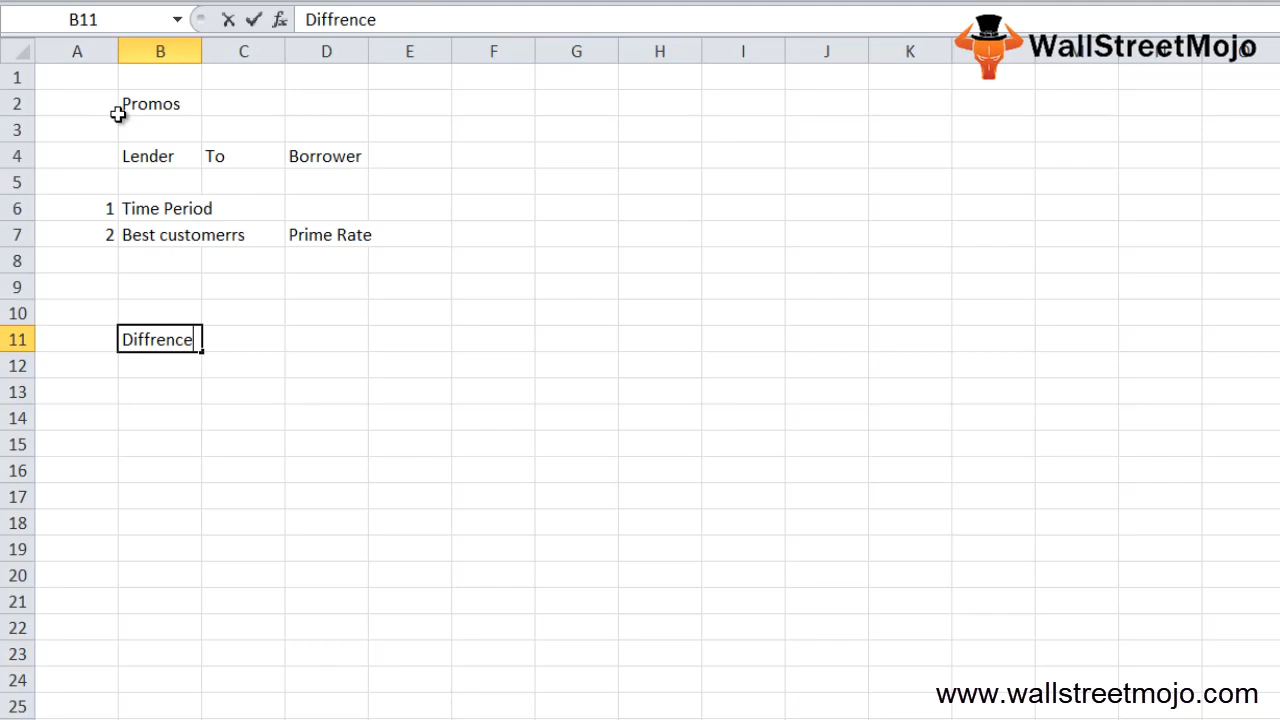 B11 fx Diffrence
WallStreetMojo
A B C D E F G H I J K
1
2 Promos
3
4 Lender To Borrower
5
6 1 Time Period
7 2 Best customerrs Prime Rate
8
9
10
11 Diffrence
12
13
14
15
16
17
18
19
20
21
22
23
24
25
www.wallstreetmojo.com